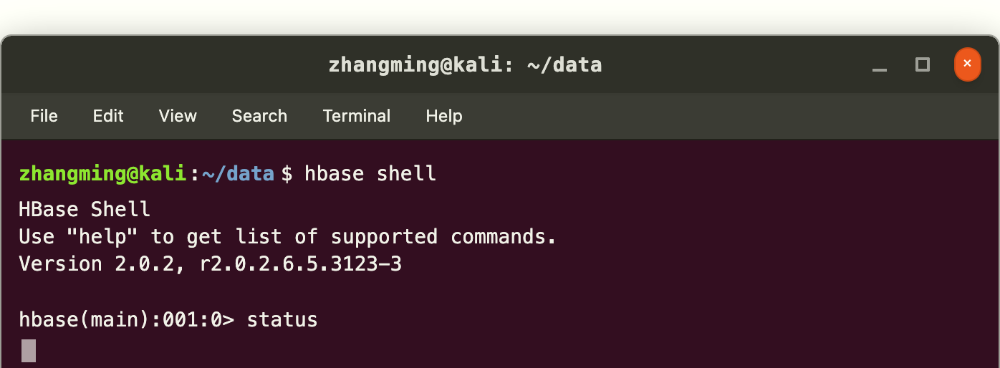 zhangming@kali: ~/data
File Edit View Search Terminal Help
zhangming@kali:~/data $ hbase shell
HBase Shell
Use "help" to get list of supported commands.
Version 2.0.2, r2.0.2.6.5.3123-3
hbase(main):001:0> status